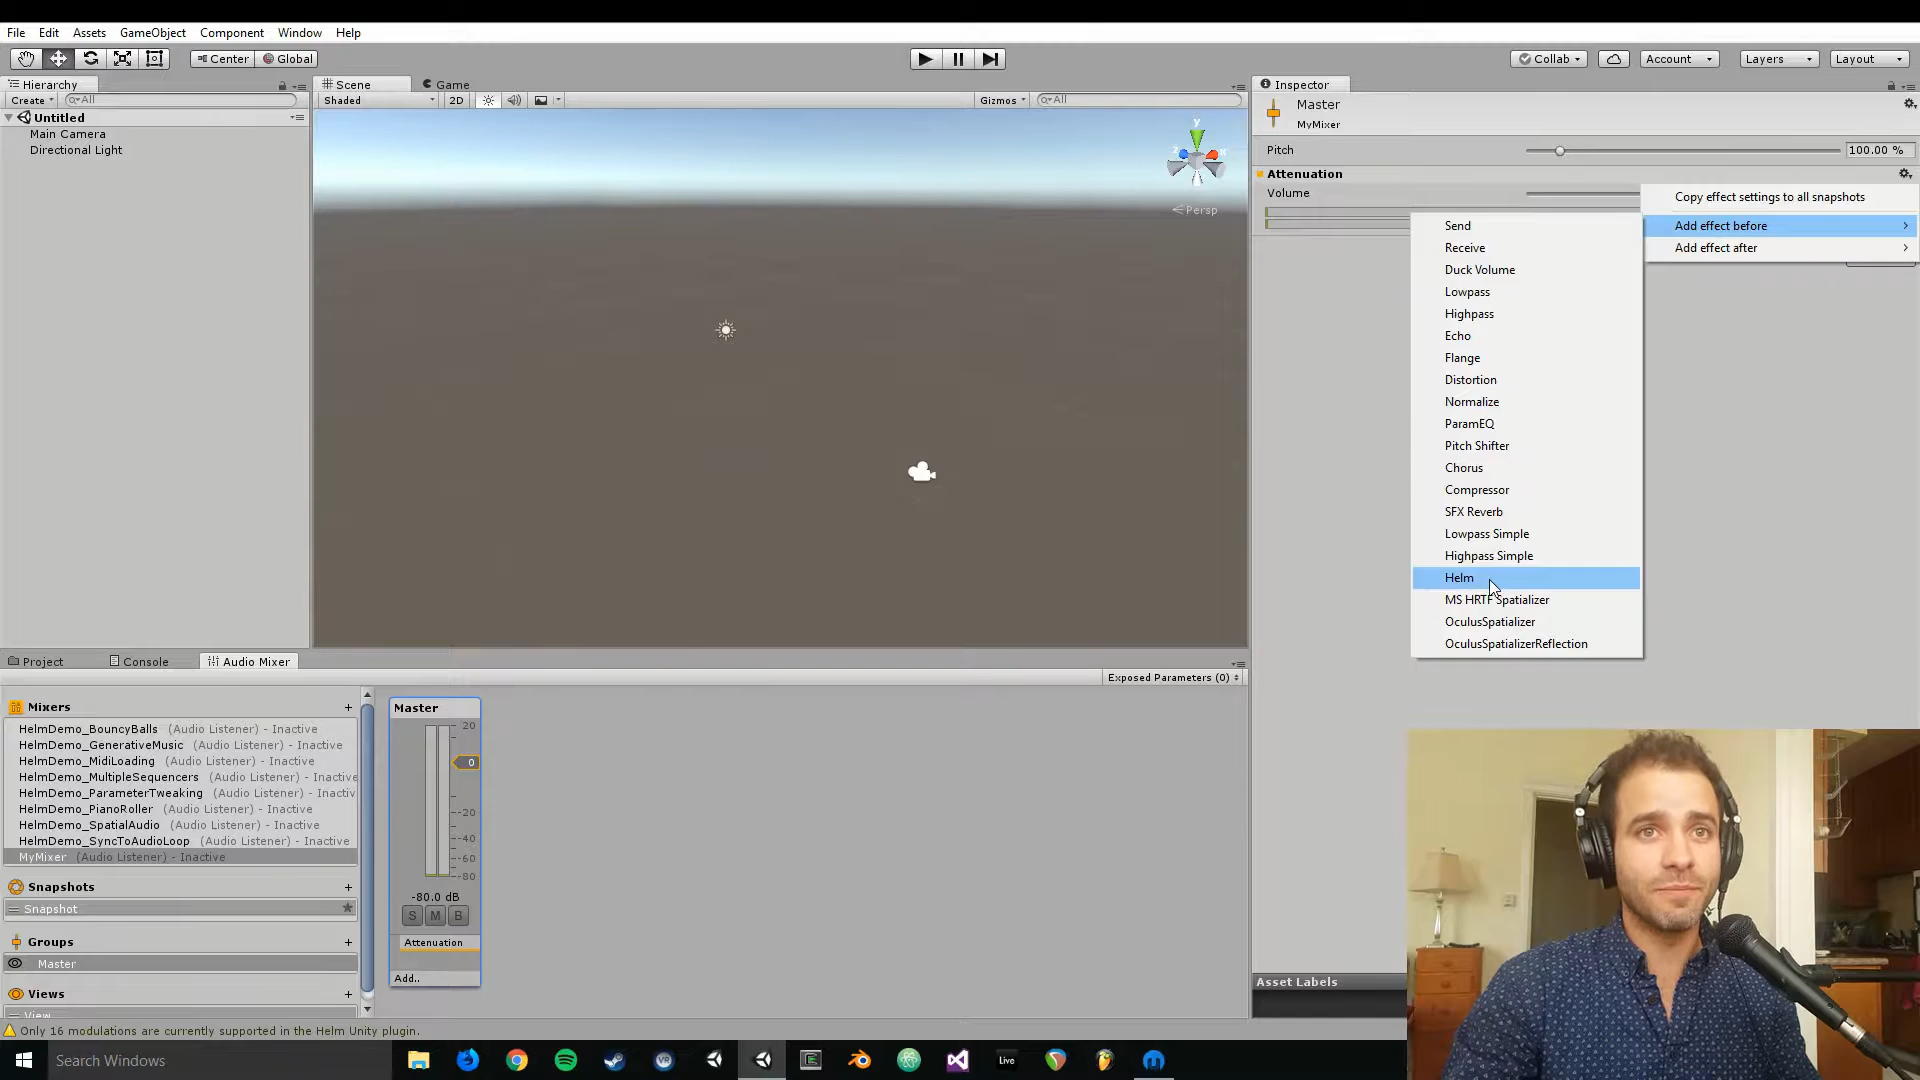 File Edit Assets GameObject Component Window Help
Center Global Collab Account Layers Layout
Hierarchy
Create All
Untitled
Main Camera
Directional Light
Scene Game
Shaded 2D Gizmos All
y
x
z
Persp
Inspector
Master
MyMixer
Pitch 100.00 %
Attenuation
Volume
Copy effect settings to all snapshots
Add effect before
Add effect after
Send
Receive
Duck Volume
Lowpass
Highpass
Echo
Flange
Distortion
Normalize
ParamEQ
Pitch Shifter
Chorus
Compressor
SFX Reverb
Lowpass Simple
Highpass Simple
Helm
MS HRTF Spatializer
OculusSpatializer
OculusSpatializerReflection
Project Console Audio Mixer
Exposed Parameters (0)
Mixers
HelmDemo_BouncyBalls (Audio Listener) - Inactive
HelmDemo_GenerativeMusic (Audio Listener) - Inactive
HelmDemo_MidiLoading (Audio Listener) - Inactive
HelmDemo_MultipleSequencers (Audio Listener) - Inactive
HelmDemo_ParameterTweaking (Audio Listener) - Inactiv
HelmDemo_PianoRoller (Audio Listener) - Inactive
HelmDemo_SpatialAudio (Audio Listener) - Inactive
HelmDemo_SyncToAudioLoop (Audio Listener) - Inactive
MyMixer (Audio Listener) - Inactive
Snapshots
Snapshot
Groups
Master
Views
View
Master
20
0
-20
-40
-60
-80
-80.0 dB
S M B
Attenuation
Add..
Asset Labels
Only 16 modulations are currently supported in the Helm Unity plugin.
Search Windows
VR
Live